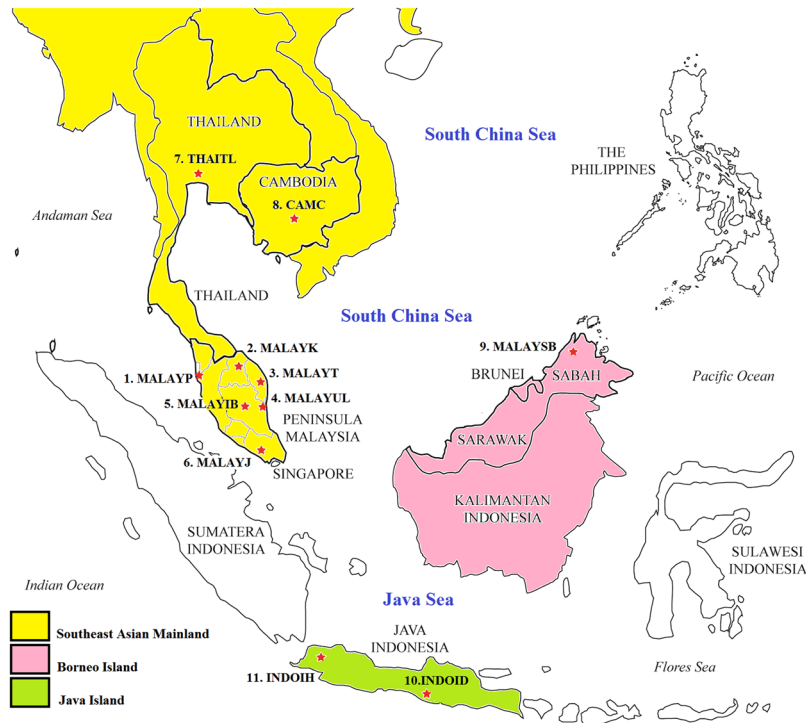 THAILAND
South China Sea
7. THAITL
THE
PHILIPPINES
CAMBODIA
8. CAMC
Andaman Sea
THAILAND
South China Sea
2. MALAYK
9. MALAYSB
1. MALAYP
3. MALAYT
BRUNEI
SABAH
Pacific Ocean
4. MALAYUL
5. MALAYIB
PENINSULA
MALAYSIA
SARAWAK
6. MALAYJ
SINGAPORE
KALIMANTAN
INDONESIA
SUMATERA
INDONESIA
SULAWESI
INDONESIA
Indian Ocean
Java Sea
Southeast Asian Mainland
JAVA
INDONESIA
Borneo Island
Flores Sea
11. INDOIH
10.INDOID
Java Island